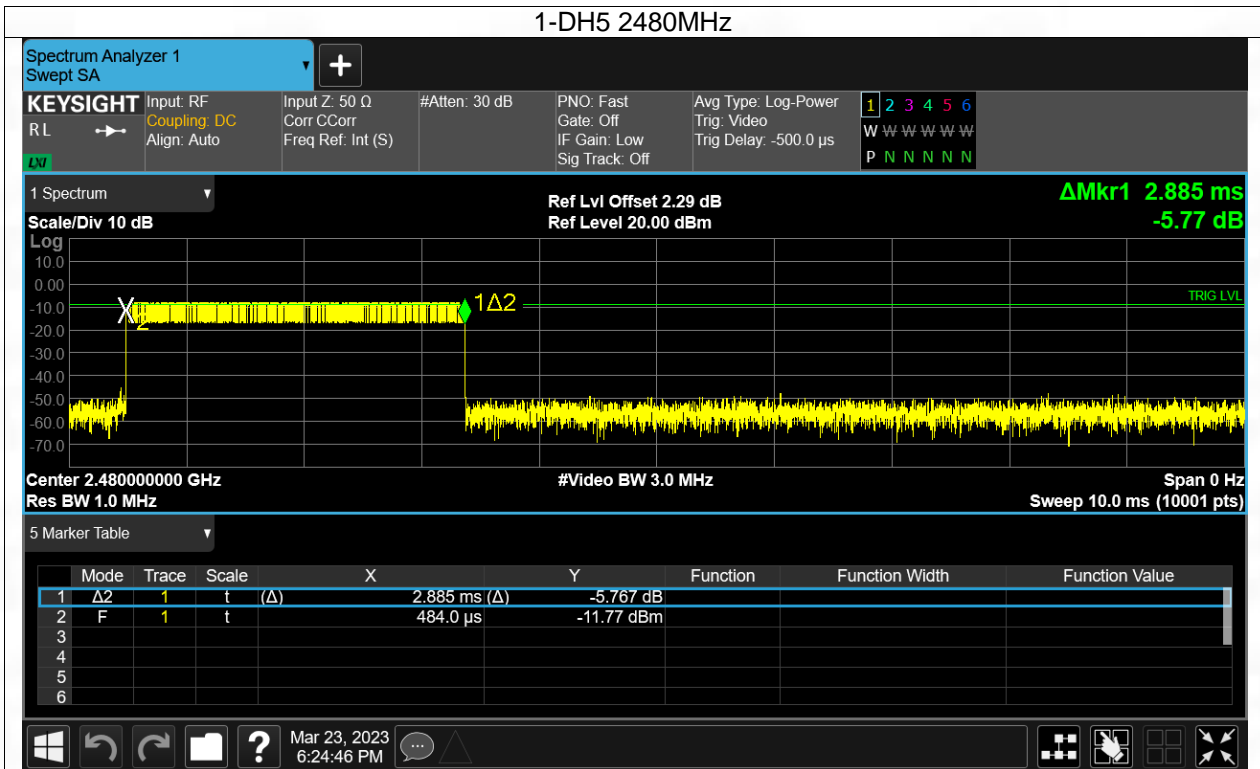 1-DH5 2480MHz
Spectrum Analyzer 1
Swept SA
KEYSIGHT
RL
LXI
Input: RF
Coupling: DC
Align: Auto
Input Z: 50 Ω
Corr CCorr
Freq Ref: Int (S)
#Atten: 30 dB
PNO: Fast
Gate: Off
IF Gain: Low
Sig Track: Off
Avg Type: Log-Power
Trig: Video
Trig Delay: -500.0 µs
1 2 3 4 5 6
W W W W W W
P N N N N N
1 Spectrum
Scale/Div 10 dB
Ref Lvl Offset 2.29 dB
Ref Level 20.00 dBm
ΔMkr1 2.885 ms
-5.77 dB
Log
10.0
0.00
-10.0
-20.0
-30.0
-40.0
-50.0
-60.0
-70.0
X
2
1Δ2
TRIG LVL
Center 2.480000000 GHz
#Video BW 3.0 MHz
Span 0 Hz
Res BW 1.0 MHz
Sweep 10.0 ms (10001 pts)
5 Marker Table
Mode Trace Scale X Y Function Function Width Function Value
1 Δ2 1 t (Δ) 2.885 ms (Δ) -5.767 dB
2 F 1 t 484.0 µs -11.77 dBm
3
4
5
6
?
Mar 23, 2023
6:24:46 PM